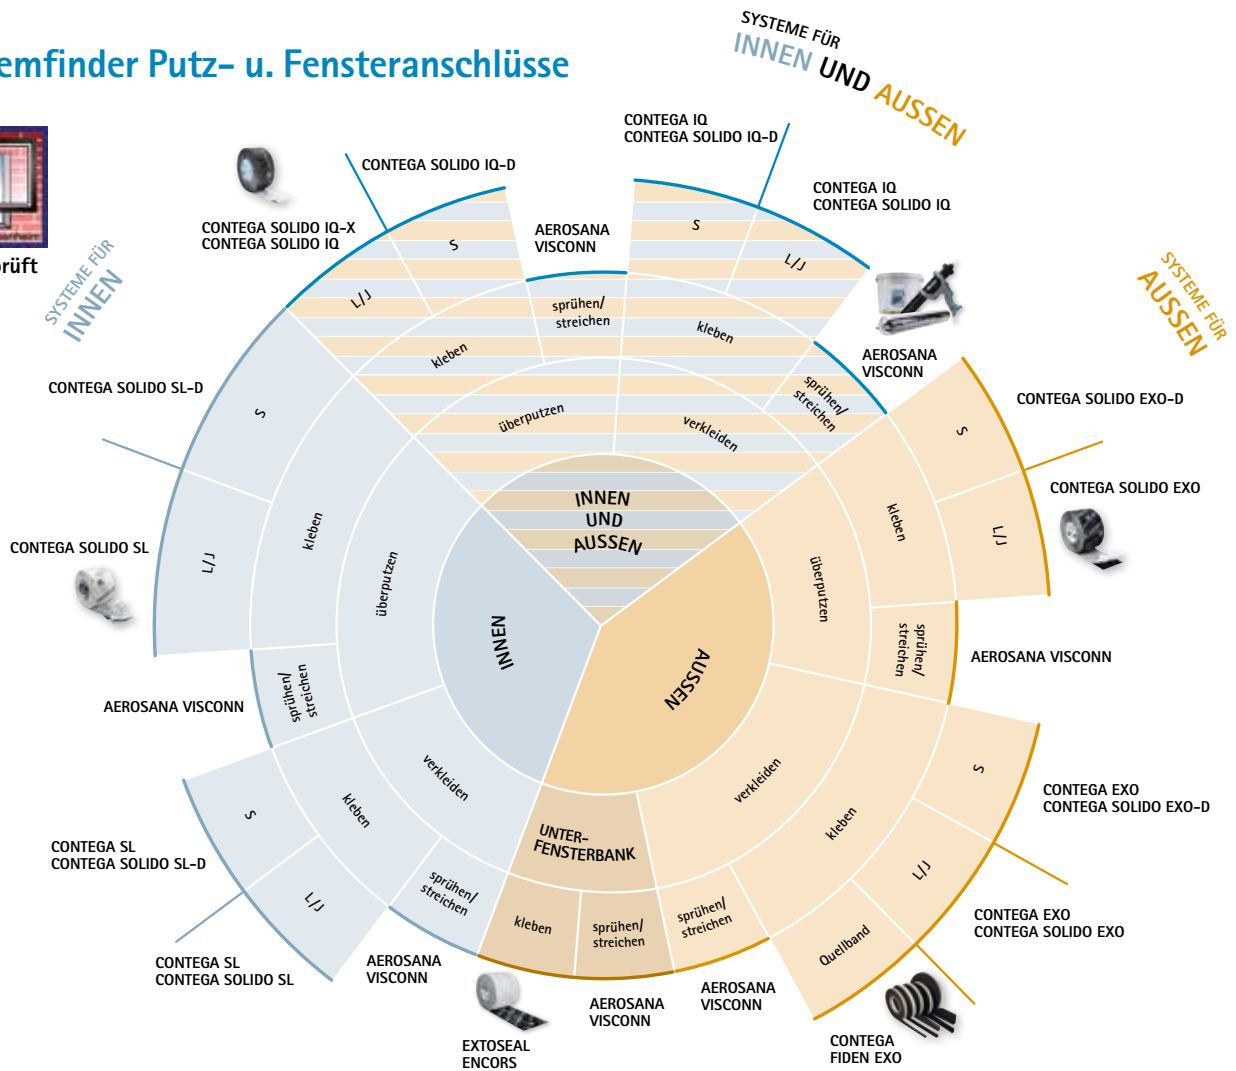 emfinder Putz- u. Fensteranschlüsse
SYSTEME FÜR
INNEN UND AUSSEN
rüft
SYSTEME FÜR
INNEN
SYSTEME FÜR
AUSSEN
CONTEGA SOLIDO IQ-D
CONTEGA SOLIDO IQ-X
CONTEGA SOLIDO IQ
AEROSANA
VISCONN
CONTEGA IQ
CONTEGA SOLIDO IQ-D
CONTEGA IQ
CONTEGA SOLIDO IQ
AEROSANA
VISCONN
S
L/J
kleben
sprühen/
streichen
überputzen
S
L/J
kleben
sprühen/
streichen
verkleiden
INNEN
UND
AUSSEN
CONTEGA SOLIDO SL-D
CONTEGA SOLIDO SL
AEROSANA VISCONN
S
L/J
kleben
sprühen/
streichen
überputzen
INNEN
verkleiden
kleben
S
L/J
sprühen/
streichen
CONTEGA SL
CONTEGA SOLIDO SL-D
CONTEGA SL
CONTEGA SOLIDO SL
AEROSANA
VISCONN
CONTEGA SOLIDO EXO-D
CONTEGA SOLIDO EXO
AEROSANA VISCONN
S
L/J
kleben
sprühen/
streichen
überputzen
AUSSEN
verkleiden
kleben
S
L/J
Quellband
sprühen/
streichen
CONTEGA EXO
CONTEGA SOLIDO EXO-D
CONTEGA EXO
CONTEGA SOLIDO EXO
CONTEGA
FIDEN EXO
AEROSANA
VISCONN
UNTER-
FENSTERBANK
kleben
sprühen/
streichen
EXTOSEAL
ENCORS
AEROSANA
VISCONN